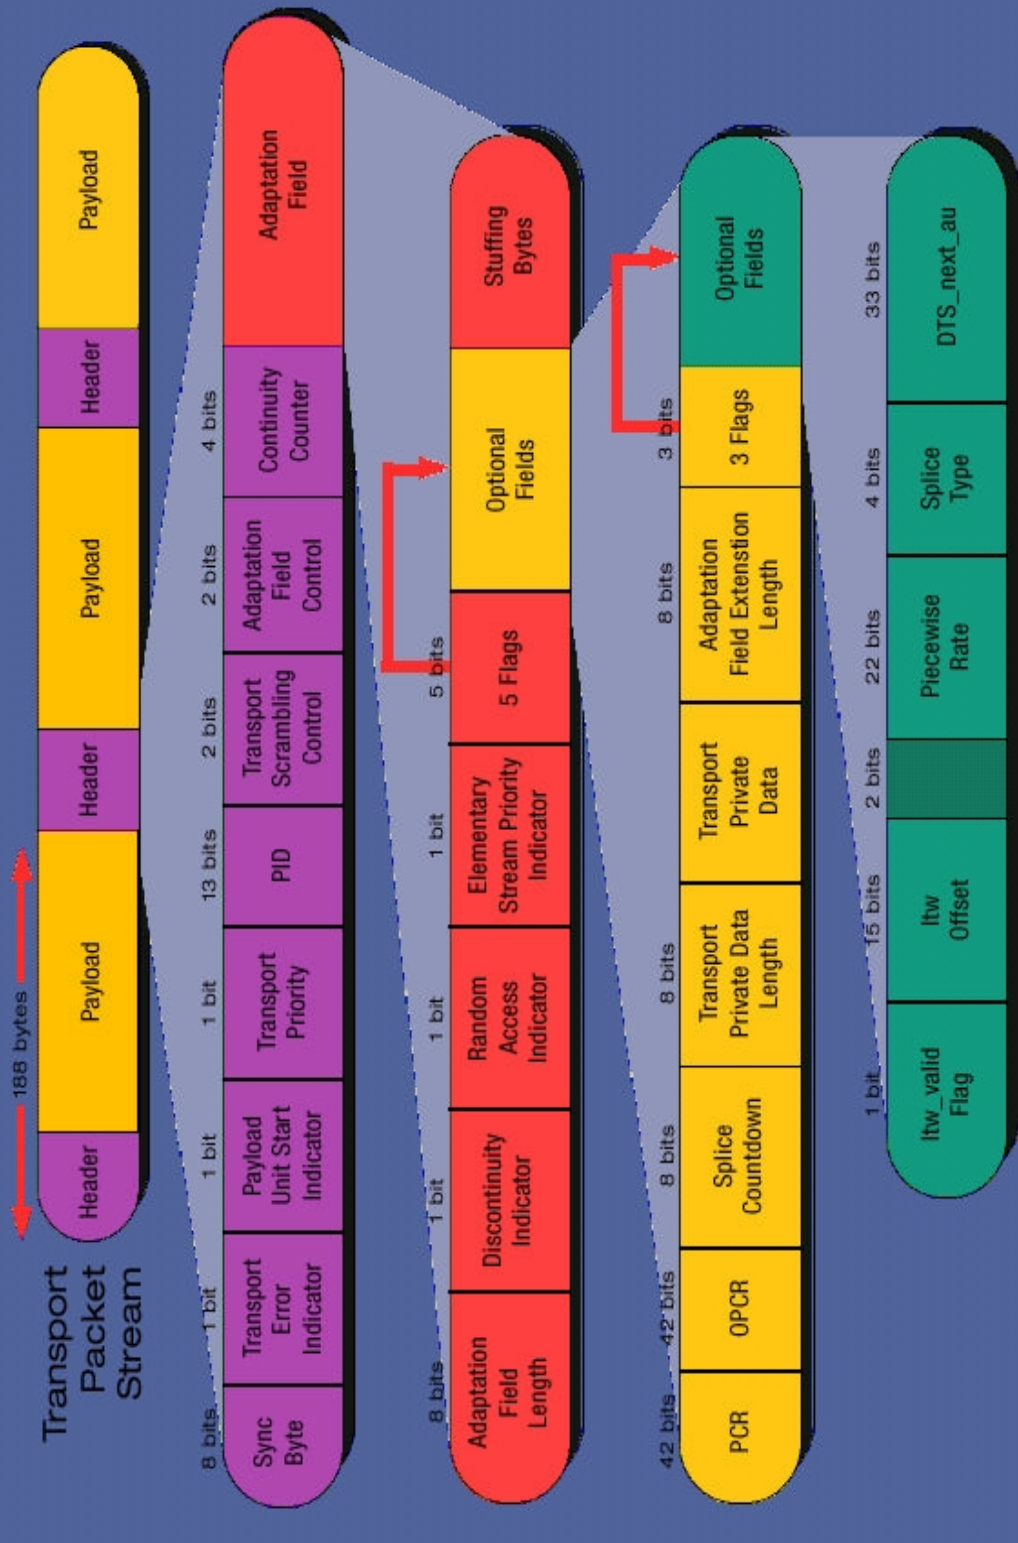 Transport
Packet
Stream
188 bytes
Header
Payload
Header
Payload
Header
Payload
8 bits
1 bit
1 bit
1 bit
13 bits
2 bits
2 bits
4 bits
Sync
Byte
Transport
Error
Indicator
Payload
Unit Start
Indicator
Transport
Priority
PID
Transport
Scrambling
Control
Adaptation
Field
Control
Continuity
Counter
Adaptation
Field
8 bits
1 bit
1 bit
1 bit
5 bits
Adaptation
Field
Length
Discontinuity
Indicator
Random
Access
Indicator
Elementary
Stream Priority
Indicator
5 Flags
Optional
Fields
Stuffing
Bytes
42 bits
42 bits
8 bits
8 bits
8 bits
3 bits
PCR
OPCR
Splice
Countdown
Transport
Private Data
Length
Transport
Private
Data
Adaptation
Field Extenstion
Length
3 Flags
Optional
Fields
1 bit
15 bits
2 bits
22 bits
4 bits
33 bits
ltw_valid
Flag
ltw
Offset
Piecewise
Rate
Splice
Type
DTS_next_au